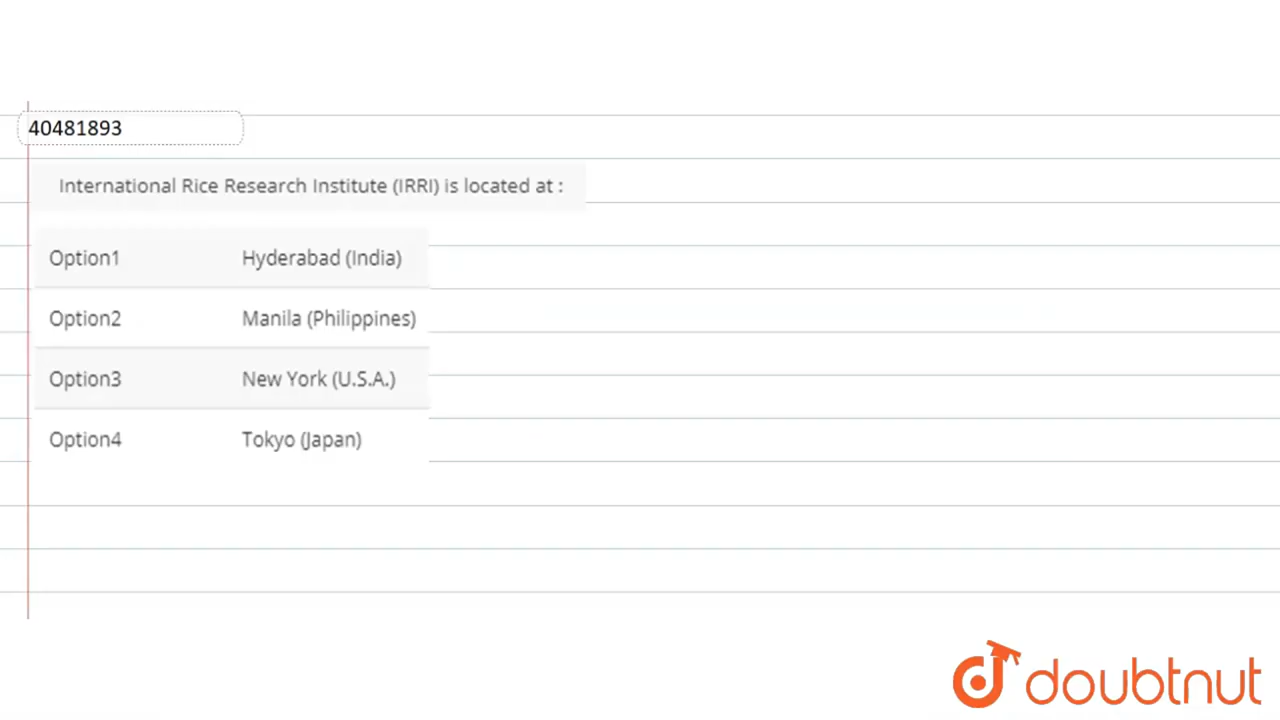 40481893
International Rice Research Institute (IRRI) is located at :
Option1 Hyderabad (India)
Option2 Manila (Philippines)
Option3 New York (U.S.A.)
Option4 Tokyo (Japan)
doubtnut